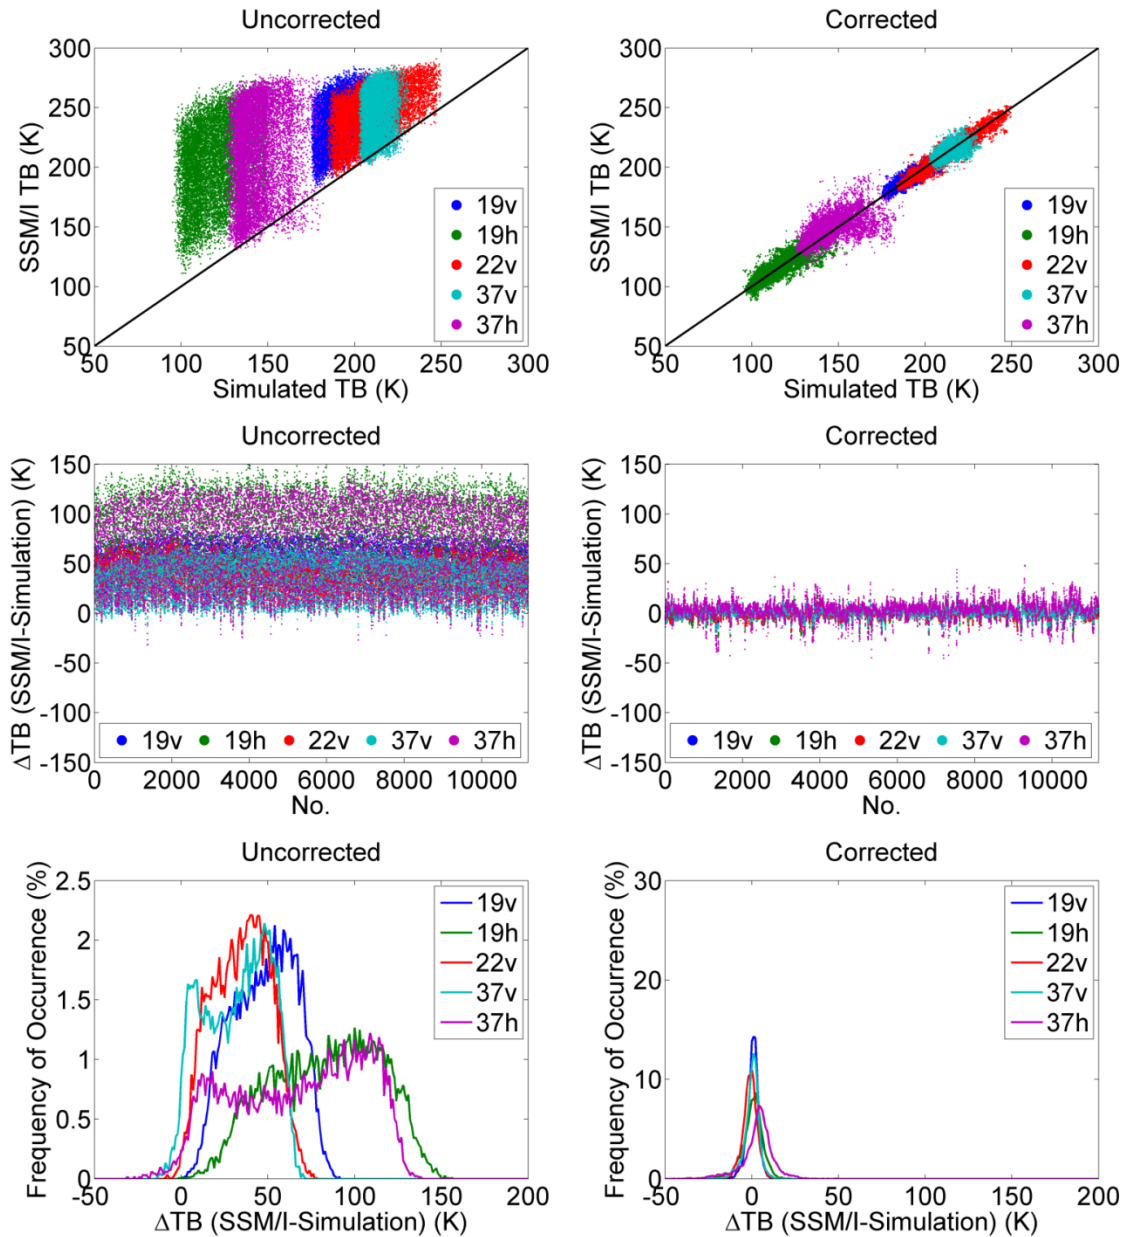 Uncorrected
300
250
200
150
100
50
SSM/I TB (K)
19v
19h
22v
37v
37h
50 100 150 200 250 300
Simulated TB (K)
Corrected
300
250
200
150
100
50
SSM/I TB (K)
19v
19h
22v
37v
37h
50 100 150 200 250 300
Simulated TB (K)
Uncorrected
150
100
50
0
-50
-100
-150
ΔTB (SSM/I-Simulation) (K)
19v 19h 22v 37v 37h
0 2000 4000 6000 8000 10000
No.
Corrected
150
100
50
0
-50
-100
-150
ΔTB (SSM/I-Simulation) (K)
19v 19h 22v 37v 37h
2000 4000 6000 8000 10000
No.
Uncorrected
2.5
2
1.5
1
0.5
0
Frequency of Occurrence (%)
19v
19h
22v
37v
37h
-50 0 50 100 150 200
ΔTB (SSM/I-Simulation) (K)
Corrected
30
20
10
0
Frequency of Occurrence (%)
19v
19h
22v
37v
37h
-50 0 50 100 150 200
ΔTB (SSM/I-Simulation) (K)